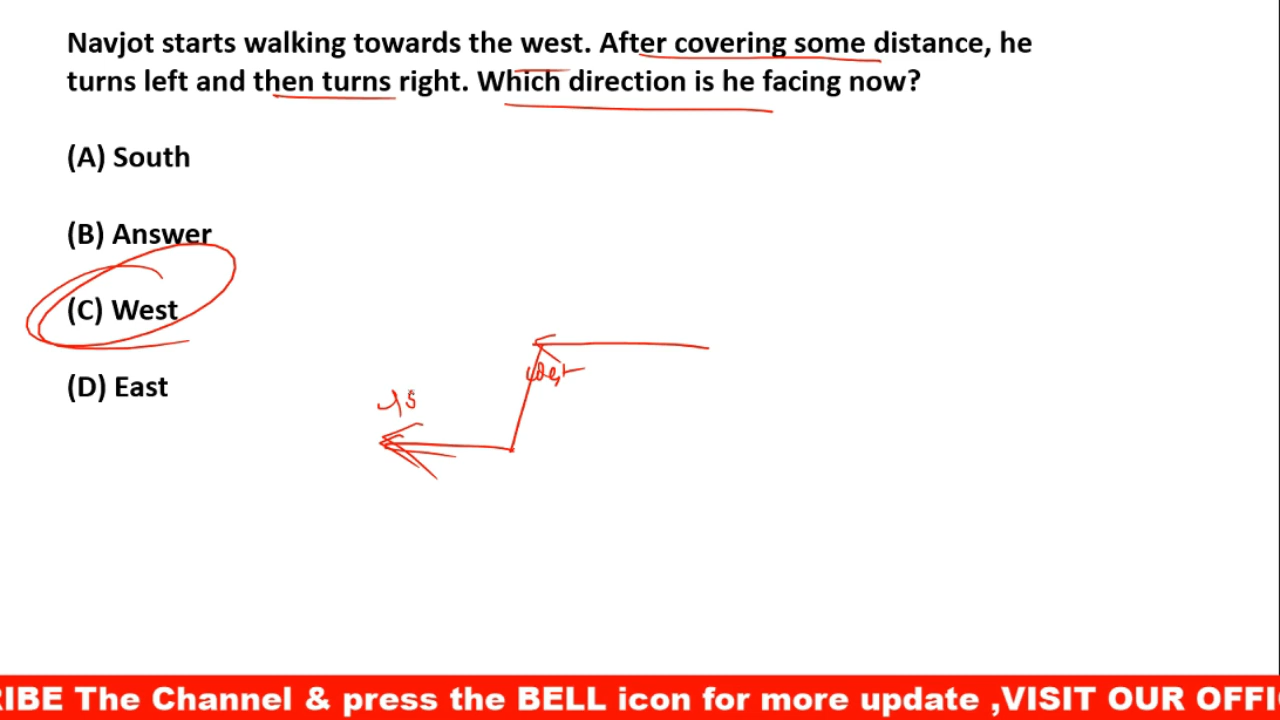 Navjot starts walking towards the west. After covering some distance, he
turns left and then turns right. Which direction is he facing now?
(A) South
(B) Answer
(C) West
(D) East
RIBE The Channel & press the BELL icon for more update ,VISIT OUR OFFI